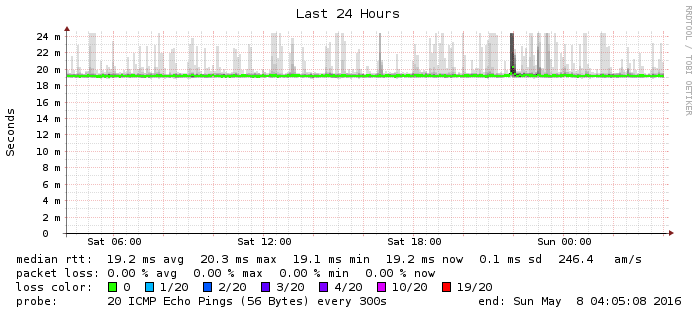 Last 24 Hours
RRDTOOL / TOBI OETIKER
Seconds
24 m
22 m
20 m
18 m
16 m
14 m
12 m
10 m
8 m
6 m
4 m
2 m
0
Sat 06:00 Sat 12:00 Sat 18:00 Sun 00:00
median rtt: 19.2 ms avg 20.3 ms max 19.1 ms min 19.2 ms now 0.1 ms sd 246.4 am/s
packet loss: 0.00 % avg 0.00 % max 0.00 % min 0.00 % now
loss color: 0 1/20 2/20 3/20 4/20 10/20 19/20
probe: 20 ICMP Echo Pings (56 Bytes) every 300s end: Sun May 8 04:05:08 2016